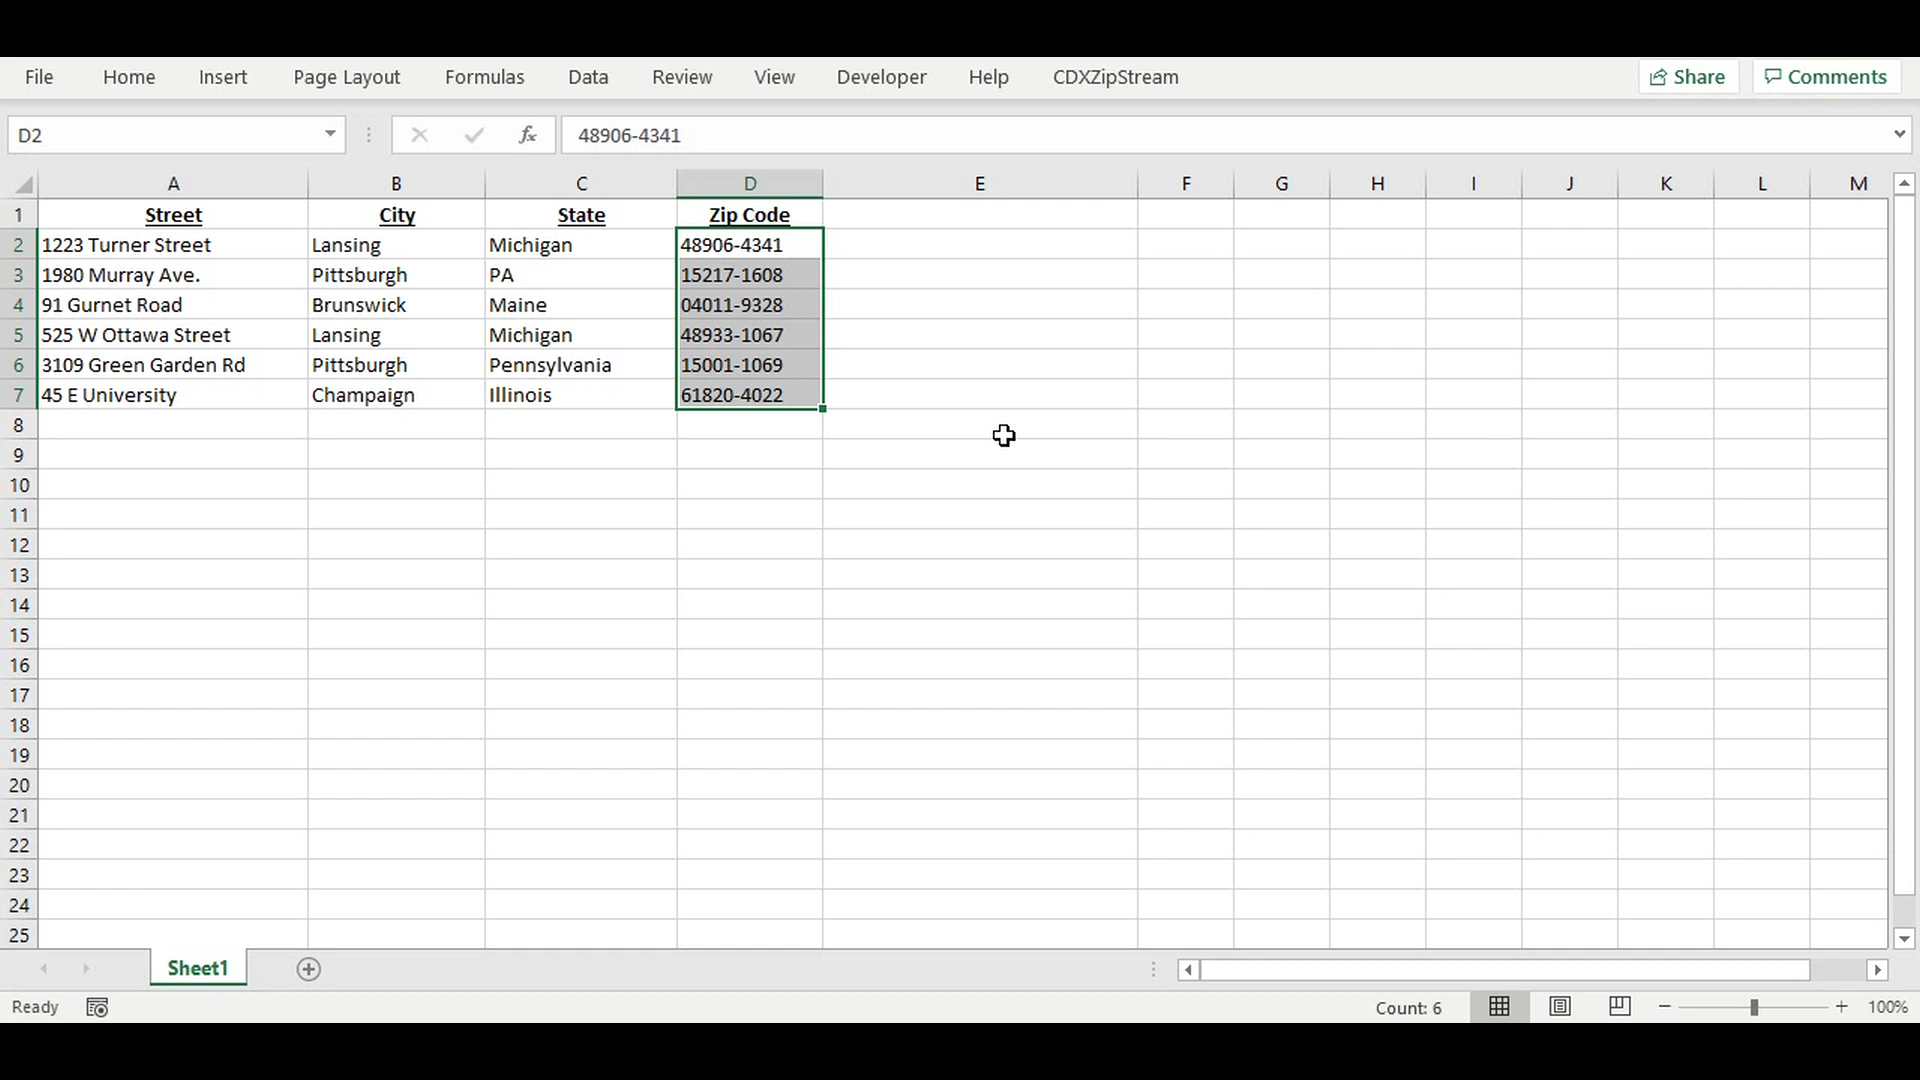 File Home Insert Page Layout Formulas Data Review View Developer Help CDXZipStream Share Comments
D2 fx 48906-4341
A B C D E F G H I J K L M
1 Street City State Zip Code
2 1223 Turner Street Lansing Michigan 48906-4341
3 1980 Murray Ave. Pittsburgh PA 15217-1608
4 91 Gurnet Road Brunswick Maine 04011-9328
5 525 W Ottawa Street Lansing Michigan 48933-1067
6 3109 Green Garden Rd Pittsburgh Pennsylvania 15001-1069
7 45 E University Champaign Illinois 61820-4022
8
9
10
11
12
13
14
15
16
17
18
19
20
21
22
23
24
25
Sheet1
Ready Count: 6 100%